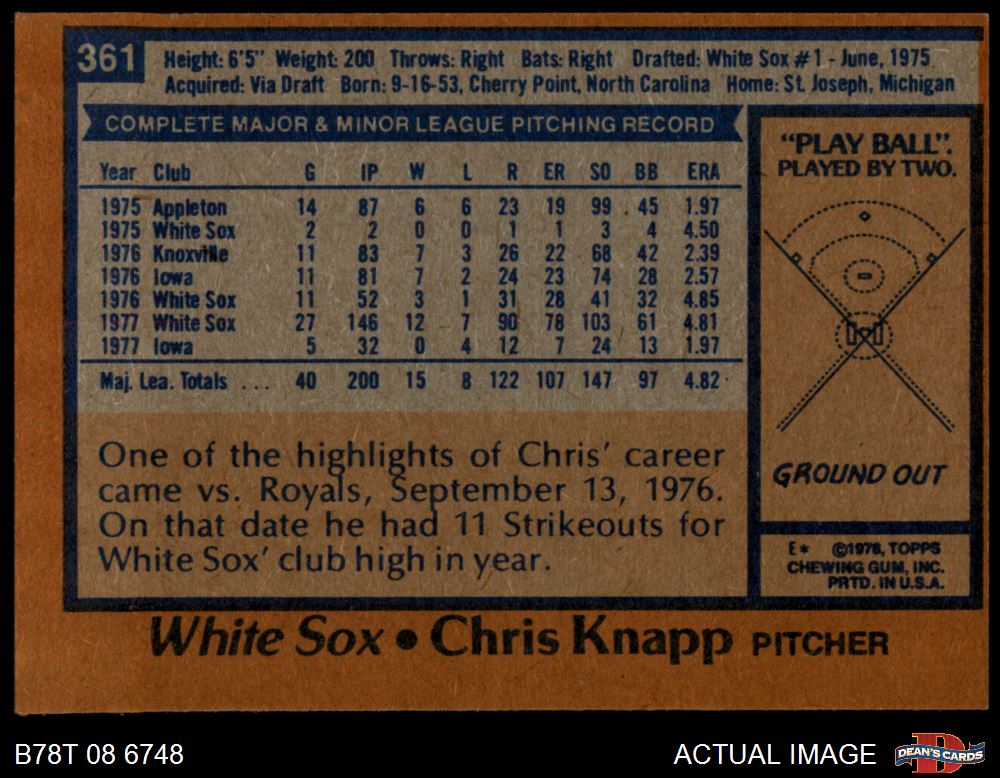 361
Height: 6'5" Weight: 200 Throws: Right Bats: Right Drafted: White Sox #1 - June, 1975
Acquired: Via Draft Born: 9-16-53, Cherry Point, North Carolina Home: St. Joseph, Michigan
COMPLETE MAJOR & MINOR LEAGUE PITCHING RECORD
Year Club G IP W L R ER SO BB ERA
1975 Appleton 14 87 6 6 23 19 99 45 1.97
1975 White Sox 2 2 0 0 1 1 3 4 4.50
1976 Knoxville 11 83 7 3 26 22 68 42 2.39
1976 Iowa 11 81 7 2 24 23 74 28 2.57
1976 White Sox 11 52 3 1 31 28 41 32 4.85
1977 White Sox 27 146 12 7 90 78 103 61 4.81
1977 Iowa 5 32 0 4 12 7 24 13 1.97
Maj. Lea. Totals ... 40 200 15 8 122 107 147 97 4.82
One of the highlights of Chris' career
came vs. Royals, September 13, 1976.
On that date he had 11 Strikeouts for
White Sox' club high in year.
"PLAY BALL".
PLAYED BY TWO.
GROUND OUT
E* ©1978, TOPPS
CHEWING GUM, INC.
PRTD. IN U.S.A.
White Sox • Chris Knapp PITCHER
B78T 08 6748
ACTUAL IMAGE
DEAN'S CARDS